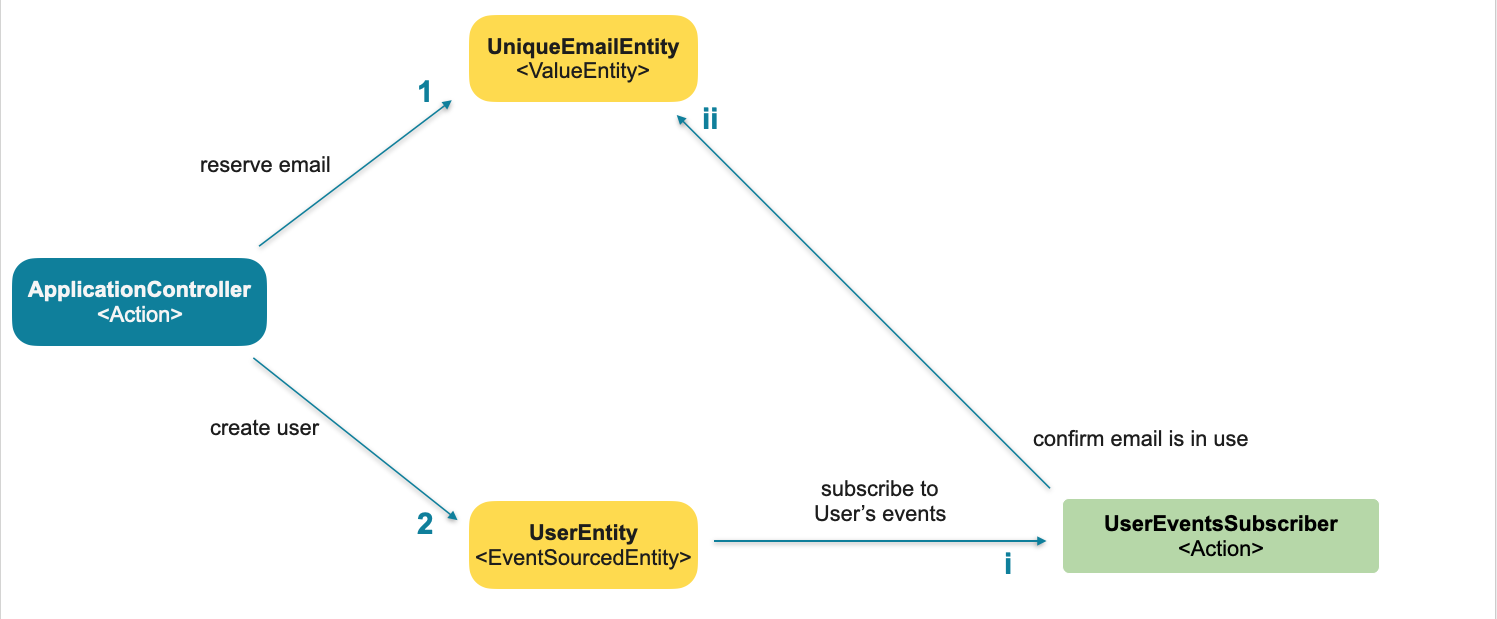 UniqueEmailEntity
<ValueEntity>
1
ii
reserve email
ApplicationController
<Action>
create user
2
UserEntity
<EventSourcedEntity>
subscribe to
User’s events
i
confirm email is in use
UserEventsSubscriber
<Action>